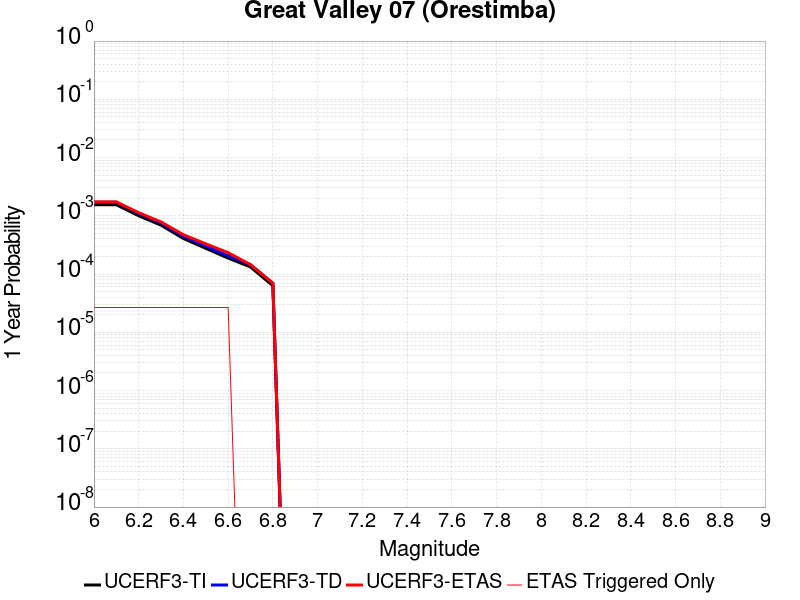 Great Valley 07 (Orestimba)
10^0
10^-1
10^-2
10^-3
10^-4
10^-5
10^-6
10^-7
10^-8
1 Year Probability
6 6.2 6.4 6.6 6.8 7 7.2 7.4 7.6 7.8 8 8.2 8.4 8.6 8.8 9
Magnitude
UCERF3-TI UCERF3-TD UCERF3-ETAS ETAS Triggered Only